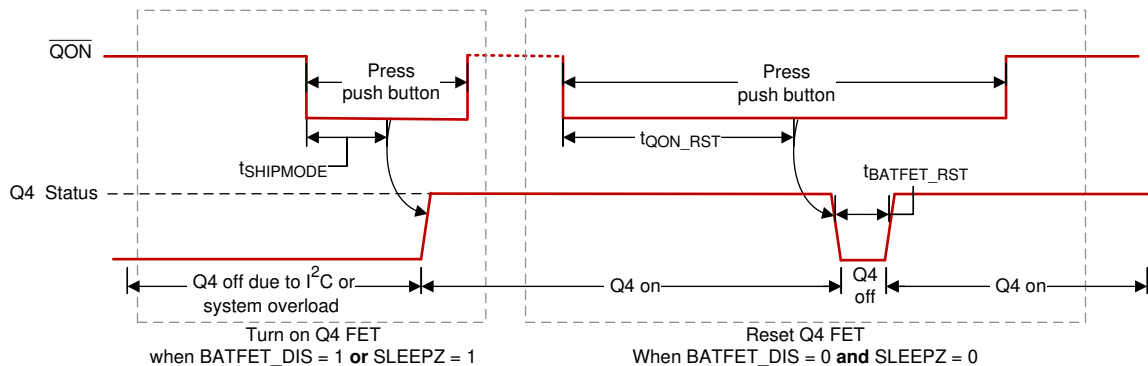 QON
Press
push button
Press
push button
tSHIPMODE
tQON_RST
tBATFET_RST
Q4 Status
Q4 off due to I2C or
system overload
Q4 on
Q4
off
Q4 on
Turn on Q4 FET
when BATFET_DIS = 1 or SLEEPZ = 1
Reset Q4 FET
When BATFET_DIS = 0 and SLEEPZ = 0